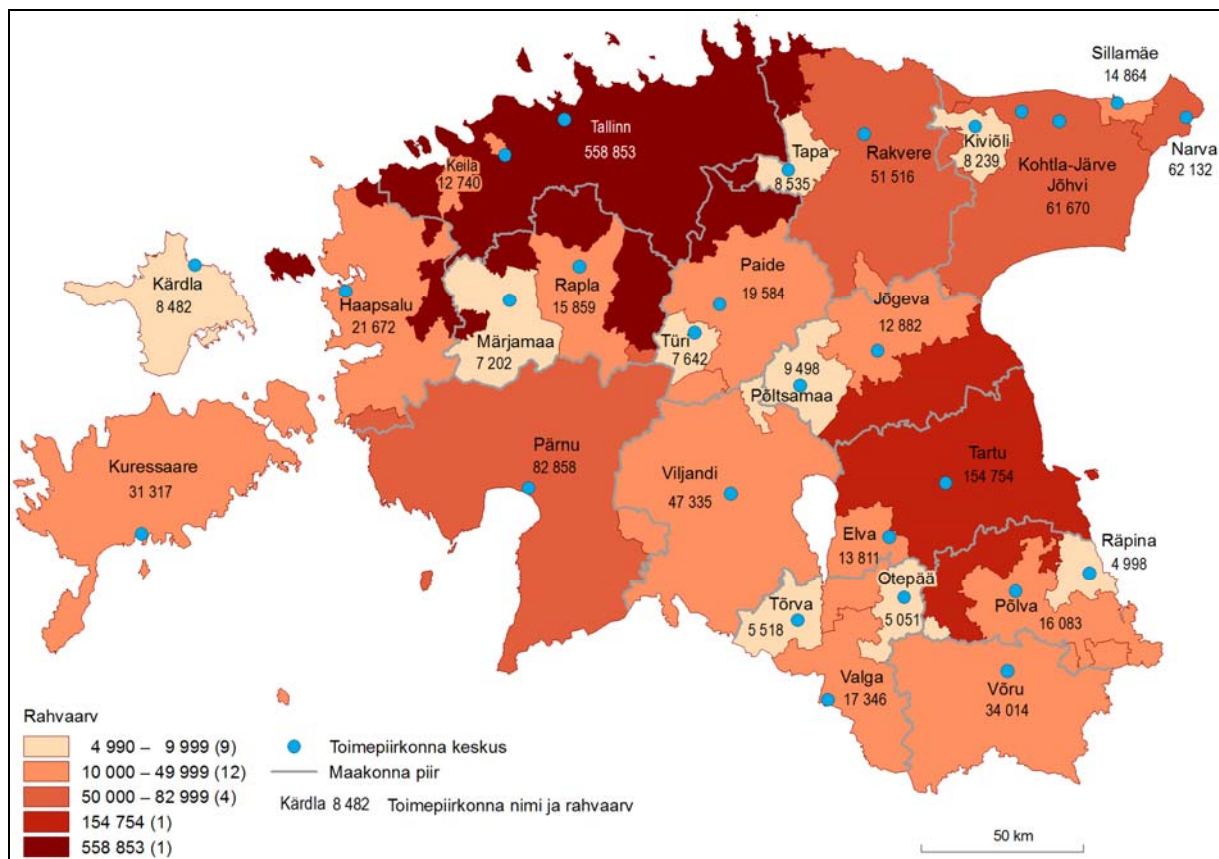 Sillamäe
14 864
Tallinn
558 853
Keila
12 740
Tapa
8 535
Rakvere
51 516
Kiviõli
8 239
Kohtla-Järve
Jõhvi
61 670
Narva
62 132
Kärdla
8 482
Haapsalu
21 672
Rapla
15 859
Märjamaa
7 202
Paide
19 584
Türi
7 642
Jõgeva
12 882
9 498
Põltsamaa
Kuressaare
31 317
Pärnu
82 858
Viljandi
47 335
Tartu
154 754
Elva
13 811
Räpina
4 998
Otepää
5 051
Põlva
16 083
Tõrva
5 518
Valga
17 346
Võru
34 014
Rahvaarv
4 990 – 9 999 (9)
10 000 – 49 999 (12)
50 000 – 82 999 (4)
154 754 (1)
558 853 (1)
Toimepiirkonna keskus
Maakonna piir
Kärdla 8 482 Toimepiirkonna nimi ja rahvaarv
50 km